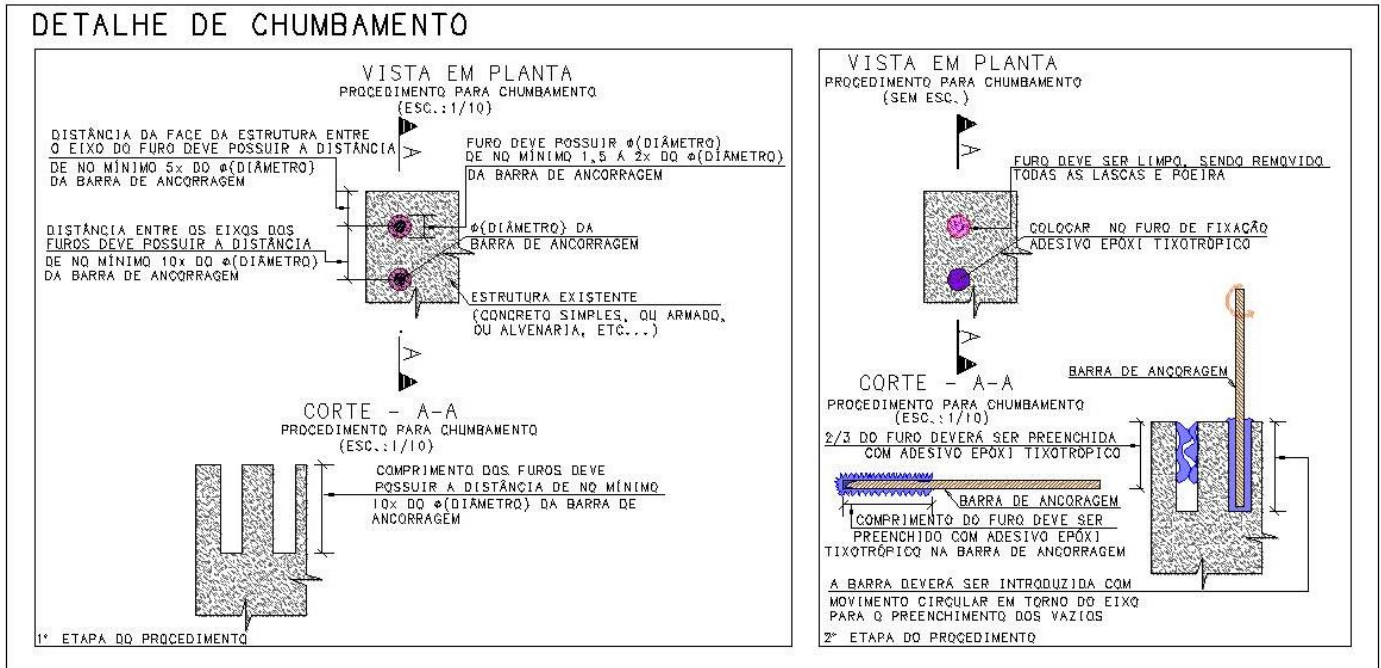 DETALHE DE CHUMBAMENTO
VISTA EM PLANTA
PROCEDIMENTO PARA CHUMBAMENTO
(ESC.:1/10)
A
DISTÂNCIA DA FACE DA ESTRUTURA ENTRE
O EIXO DO FURO DEVE POSSUIR A DISTÂNCIA
DE NO MÍNIMO 5x DO ⌀(DIÂMETRO)
DA BARRA DE ANCORRAGEM
FURO DEVE POSSUIR ⌀(DIÂMETRO)
DE NO MÍNIMO 1,5 A 2x DO ⌀(DIÂMETRO)
DA BARRA DE ANCORRAGEM
DISTÂNCIA ENTRE OS EIXOS DOS
FUROS DEVE POSSUIR A DISTÂNCIA
DE NO MÍNIMO 10x DO ⌀(DIÂMETRO)
DA BARRA DE ANCORRAGEM
⌀(DIÂMETRO) DA
BARRA DE ANCORRAGEM
ESTRUTURA EXISTENTE
(CONCRETO SIMPLES, OU ARMADO,
OU ALVENARIA, ETC...)
A
CORTE - A-A
PROCEDIMENTO PARA CHUMBAMENTO
(ESC.:1/10)
COMPRIMENTO DOS FUROS DEVE
POSSUIR A DISTÂNCIA DE NO MÍNIMO
10x DO ⌀(DIÂMETRO) DA BARRA DE
ANCORRAGEM
1° ETAPA DO PROCEDIMENTO
VISTA EM PLANTA
PROCEDIMENTO PARA CHUMBAMENTO
(SEM ESC.)
A
FURO DEVE SER LIMPO, SENDO REMOVIDO
TODAS AS LASCAS E POEIRA
COLOCAR NO FURO DE FIXAÇÃO
ADESIVO EPÓXI TIXOTRÓPICO
A
BARRA DE ANCORAGEM
CORTE - A-A
PROCEDIMENTO PARA CHUMBAMENTO
(ESC.:1/10)
2/3 DO FURO DEVERÁ SER PREENCHIDA
COM ADESIVO EPÓXI TIXOTRÓPICO
BARRA DE ANCORAGEM
COMPRIMENTO DO FURO DEVE SER
PREENCHIDO COM ADESIVO EPÓXI
TIXOTRÓPICO NA BARRA DE ANCORRAGEM
A BARRA DEVERÁ SER INTRODUZIDA COM
MOVIMENTO CIRCULAR EM TORNO DO EIXO
PARA O PREENCHIMENTO DOS VAZIOS
2° ETAPA DO PROCEDIMENTO